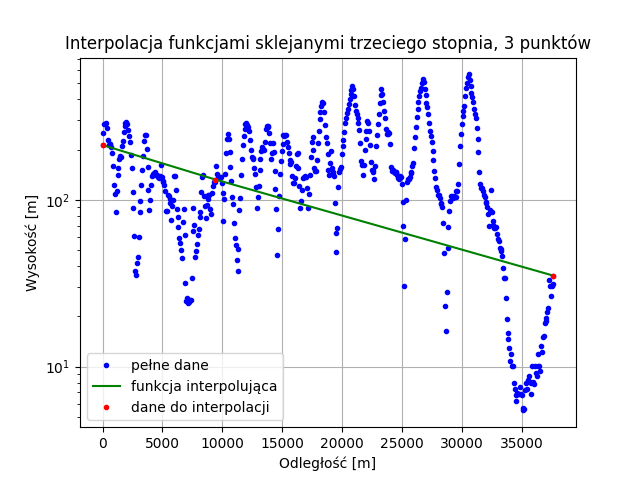 Interpolacja funkcjami sklejanymi trzeciego stopnia, 3 punktów
Wysokość [m]
10²
10¹
pełne dane
funkcja interpolująca
dane do interpolacji
0 5000 10000 15000 20000 25000 30000 35000
Odległość [m]